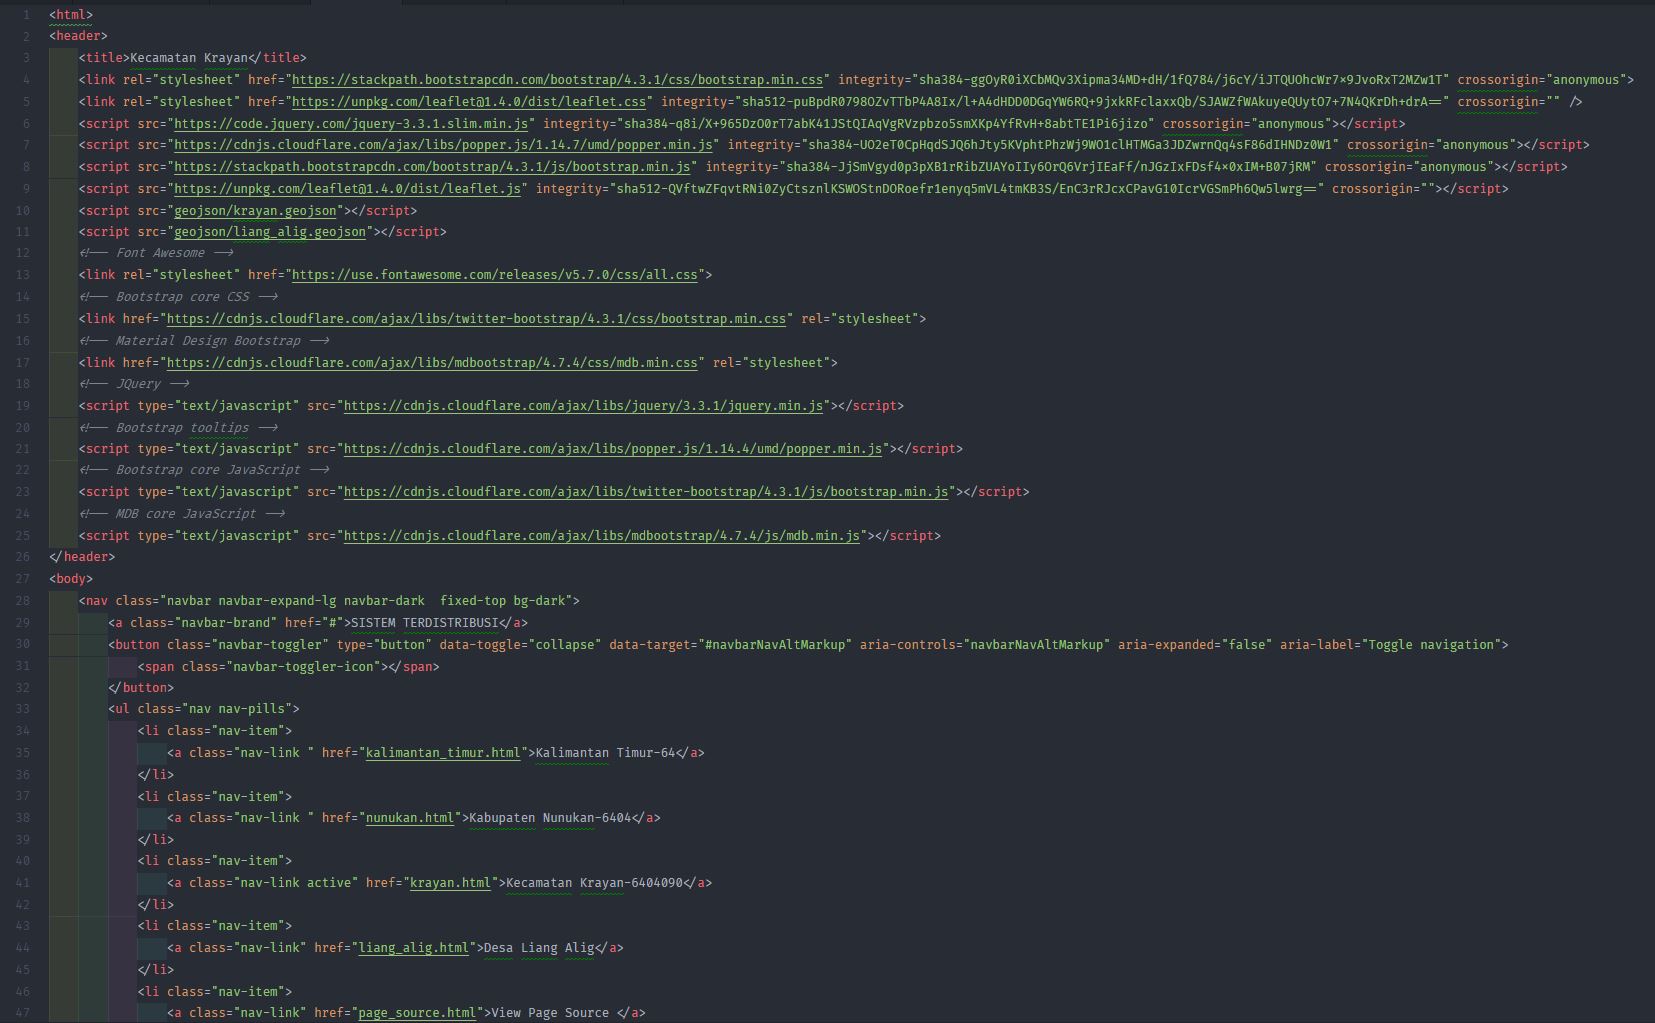 1 <html>
2 <header>
3 <title>Kecamatan Krayan</title>
4 <link rel="stylesheet" href="https://stackpath.bootstrapcdn.com/bootstrap/4.3.1/css/bootstrap.min.css" integrity="sha384-ggOyR0iXCbMQv3Xipma34MD+dH/1fQ784/j6cY/iJTQUOhcWr7x9JvoRxT2MZw1T" crossorigin="anonymous">
5 <link rel="stylesheet" href="https://unpkg.com/leaflet@1.4.0/dist/leaflet.css" integrity="sha512-puBpdR0798OZvTTbP4A8Ix/l+A4dHDD0DGqYW6RQ+9jxkRFclaxxQb/SJAWZfWAkuyeQUytO7+7N4QKrDh+drA==" crossorigin="" />
6 <script src="https://code.jquery.com/jquery-3.3.1.slim.min.js" integrity="sha384-q8i/X+965DzO0rT7abK41JStQIAqVgRVzpbzo5smXKp4YfRvH+8abtTE1Pi6jizo" crossorigin="anonymous"></script>
7 <script src="https://cdnjs.cloudflare.com/ajax/libs/popper.js/1.14.7/umd/popper.min.js" integrity="sha384-UO2eT0CpHqdSJQ6hJty5KVphtPhzWj9WO1clHTMGa3JDZwrnQq4sF86dIHNDz0W1" crossorigin="anonymous"></script>
8 <script src="https://stackpath.bootstrapcdn.com/bootstrap/4.3.1/js/bootstrap.min.js" integrity="sha384-JjSmVgyd0p3pXB1rRibZUAYoIIy6OrQ6VrjIEaFf/nJGzIxFDsf4x0xIM+B07jRM" crossorigin="anonymous"></script>
9 <script src="https://unpkg.com/leaflet@1.4.0/dist/leaflet.js" integrity="sha512-QVftwZFqvtRNi0ZyCtsznlKSWOStnDORoefr1enyq5mVL4tmKB3S/EnC3rRJcxCPavG10IcrVGSmPh6Qw5lwrg==" crossorigin=""></script>
10 <script src="geojson/krayan.geojson"></script>
11 <script src="geojson/liang_alig.geojson"></script>
12 <!-- Font Awesome -->
13 <link rel="stylesheet" href="https://use.fontawesome.com/releases/v5.7.0/css/all.css">
14 <!-- Bootstrap core CSS -->
15 <link href="https://cdnjs.cloudflare.com/ajax/libs/twitter-bootstrap/4.3.1/css/bootstrap.min.css" rel="stylesheet">
16 <!-- Material Design Bootstrap -->
17 <link href="https://cdnjs.cloudflare.com/ajax/libs/mdbootstrap/4.7.4/css/mdb.min.css" rel="stylesheet">
18 <!-- JQuery -->
19 <script type="text/javascript" src="https://cdnjs.cloudflare.com/ajax/libs/jquery/3.3.1/jquery.min.js"></script>
20 <!-- Bootstrap tooltips -->
21 <script type="text/javascript" src="https://cdnjs.cloudflare.com/ajax/libs/popper.js/1.14.4/umd/popper.min.js"></script>
22 <!-- Bootstrap core JavaScript -->
23 <script type="text/javascript" src="https://cdnjs.cloudflare.com/ajax/libs/twitter-bootstrap/4.3.1/js/bootstrap.min.js"></script>
24 <!-- MDB core JavaScript -->
25 <script type="text/javascript" src="https://cdnjs.cloudflare.com/ajax/libs/mdbootstrap/4.7.4/js/mdb.min.js"></script>
26 </header>
27 <body>
28 <nav class="navbar navbar-expand-lg navbar-dark  fixed-top bg-dark">
29 <a class="navbar-brand" href="#">SISTEM TERDISTRIBUSI</a>
30 <button class="navbar-toggler" type="button" data-toggle="collapse" data-target="#navbarNavAltMarkup" aria-controls="navbarNavAltMarkup" aria-expanded="false" aria-label="Toggle navigation">
31 <span class="navbar-toggler-icon"></span>
32 </button>
33 <ul class="nav nav-pills">
34 <li class="nav-item">
35 <a class="nav-link " href="kalimantan_timur.html">Kalimantan Timur-64</a>
36 </li>
37 <li class="nav-item">
38 <a class="nav-link " href="nunukan.html">Kabupaten Nunukan-6404</a>
39 </li>
40 <li class="nav-item">
41 <a class="nav-link active" href="krayan.html">Kecamatan Krayan-6404090</a>
42 </li>
43 <li class="nav-item">
44 <a class="nav-link" href="liang_alig.html">Desa Liang Alig</a>
45 </li>
46 <li class="nav-item">
47 <a class="nav-link" href="page_source.html">View Page Source </a>